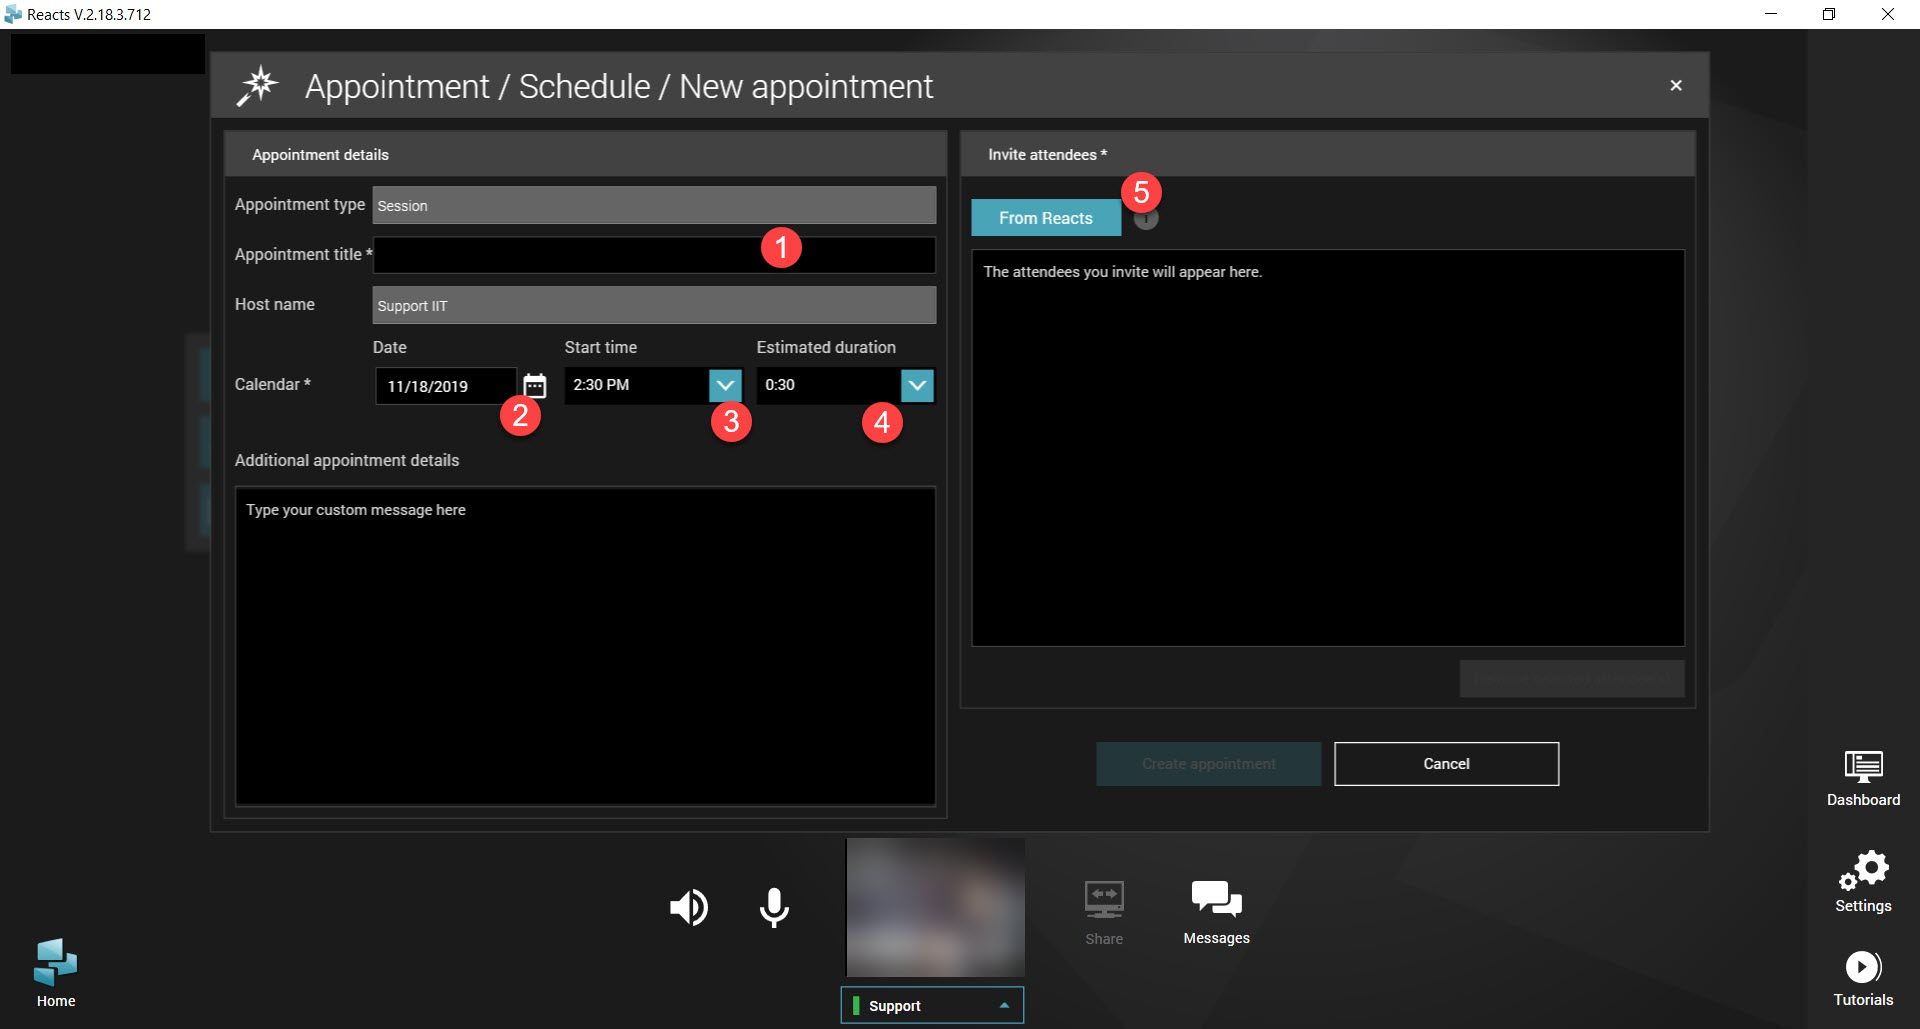 Reacts V.2.18.3.712
Appointment / Schedule / New appointment
Appointment details
Appointment type
Session
Appointment title *
1
Host name
Support IIT
Date
Start time
Estimated duration
Calendar *
11/18/2019
2:30 PM
0:30
2
3
4
Additional appointment details
Type your custom message here
Invite attendees *
5
From Reacts
The attendees you invite will appear here.
Create appointment
Cancel
Dashboard
Settings
Tutorials
Share
Messages
Support
Home